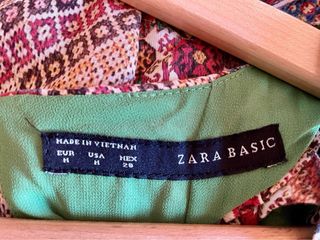 MADE IN VIETNAM
EUR USA MEX
M M 28
ZARA BASIC